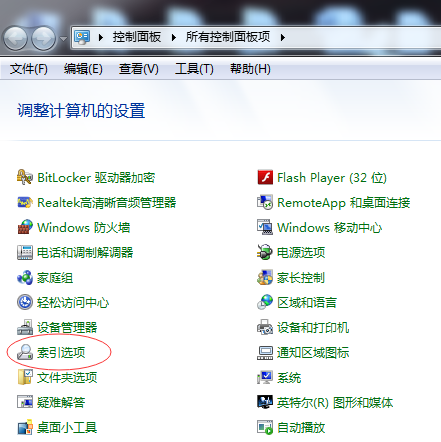 控制面板 ▸ 所有控制面板项 ▸
文件(F) 编辑(E) 查看(V) 工具(T) 帮助(H)
调整计算机的设置
BitLocker 驱动器加密 Flash Player (32 位)
Realtek高清晰音频管理器 RemoteApp 和桌面连接
Windows 防火墙 Windows 移动中心
电话和调制解调器 电源选项
家庭组 家长控制
轻松访问中心 区域和语言
设备管理器 设备和打印机
索引选项 通知区域图标
文件夹选项 系统
疑难解答 英特尔(R) 图形和媒体
桌面小工具 自动播放